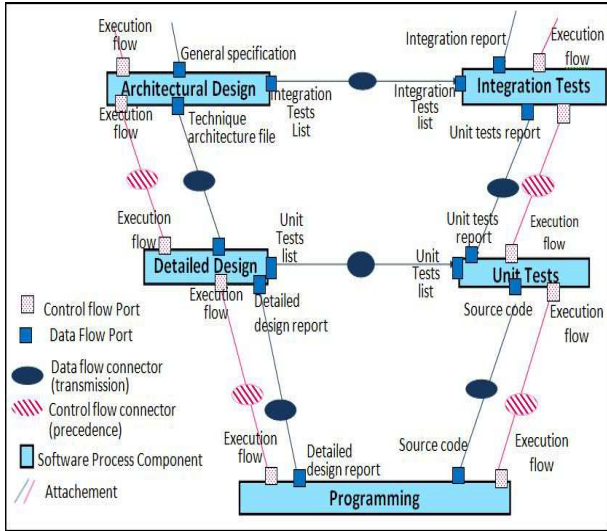 Execution
flow
General specification
Integration report
Execution
flow
Architectural Design
Integration Tests
Execution
flow
Integration
Tests
List
Integration
Tests
list
Technique
architecture file
Unit tests report
Execution
flow
Unit
Tests
list
Unit tests
report
Execution
flow
Detailed Design
Unit
Tests
list
Unit Tests
Execution
flow
Detailed
design report
Source code
Execution
flow
Control flow Port
Data Flow Port
Data flow connector
(transmission)
Control flow connector
(precedence)
Software Process Component
Attachement
Execution
flow
Detailed
design report
Source code
Execution
flow
Programming